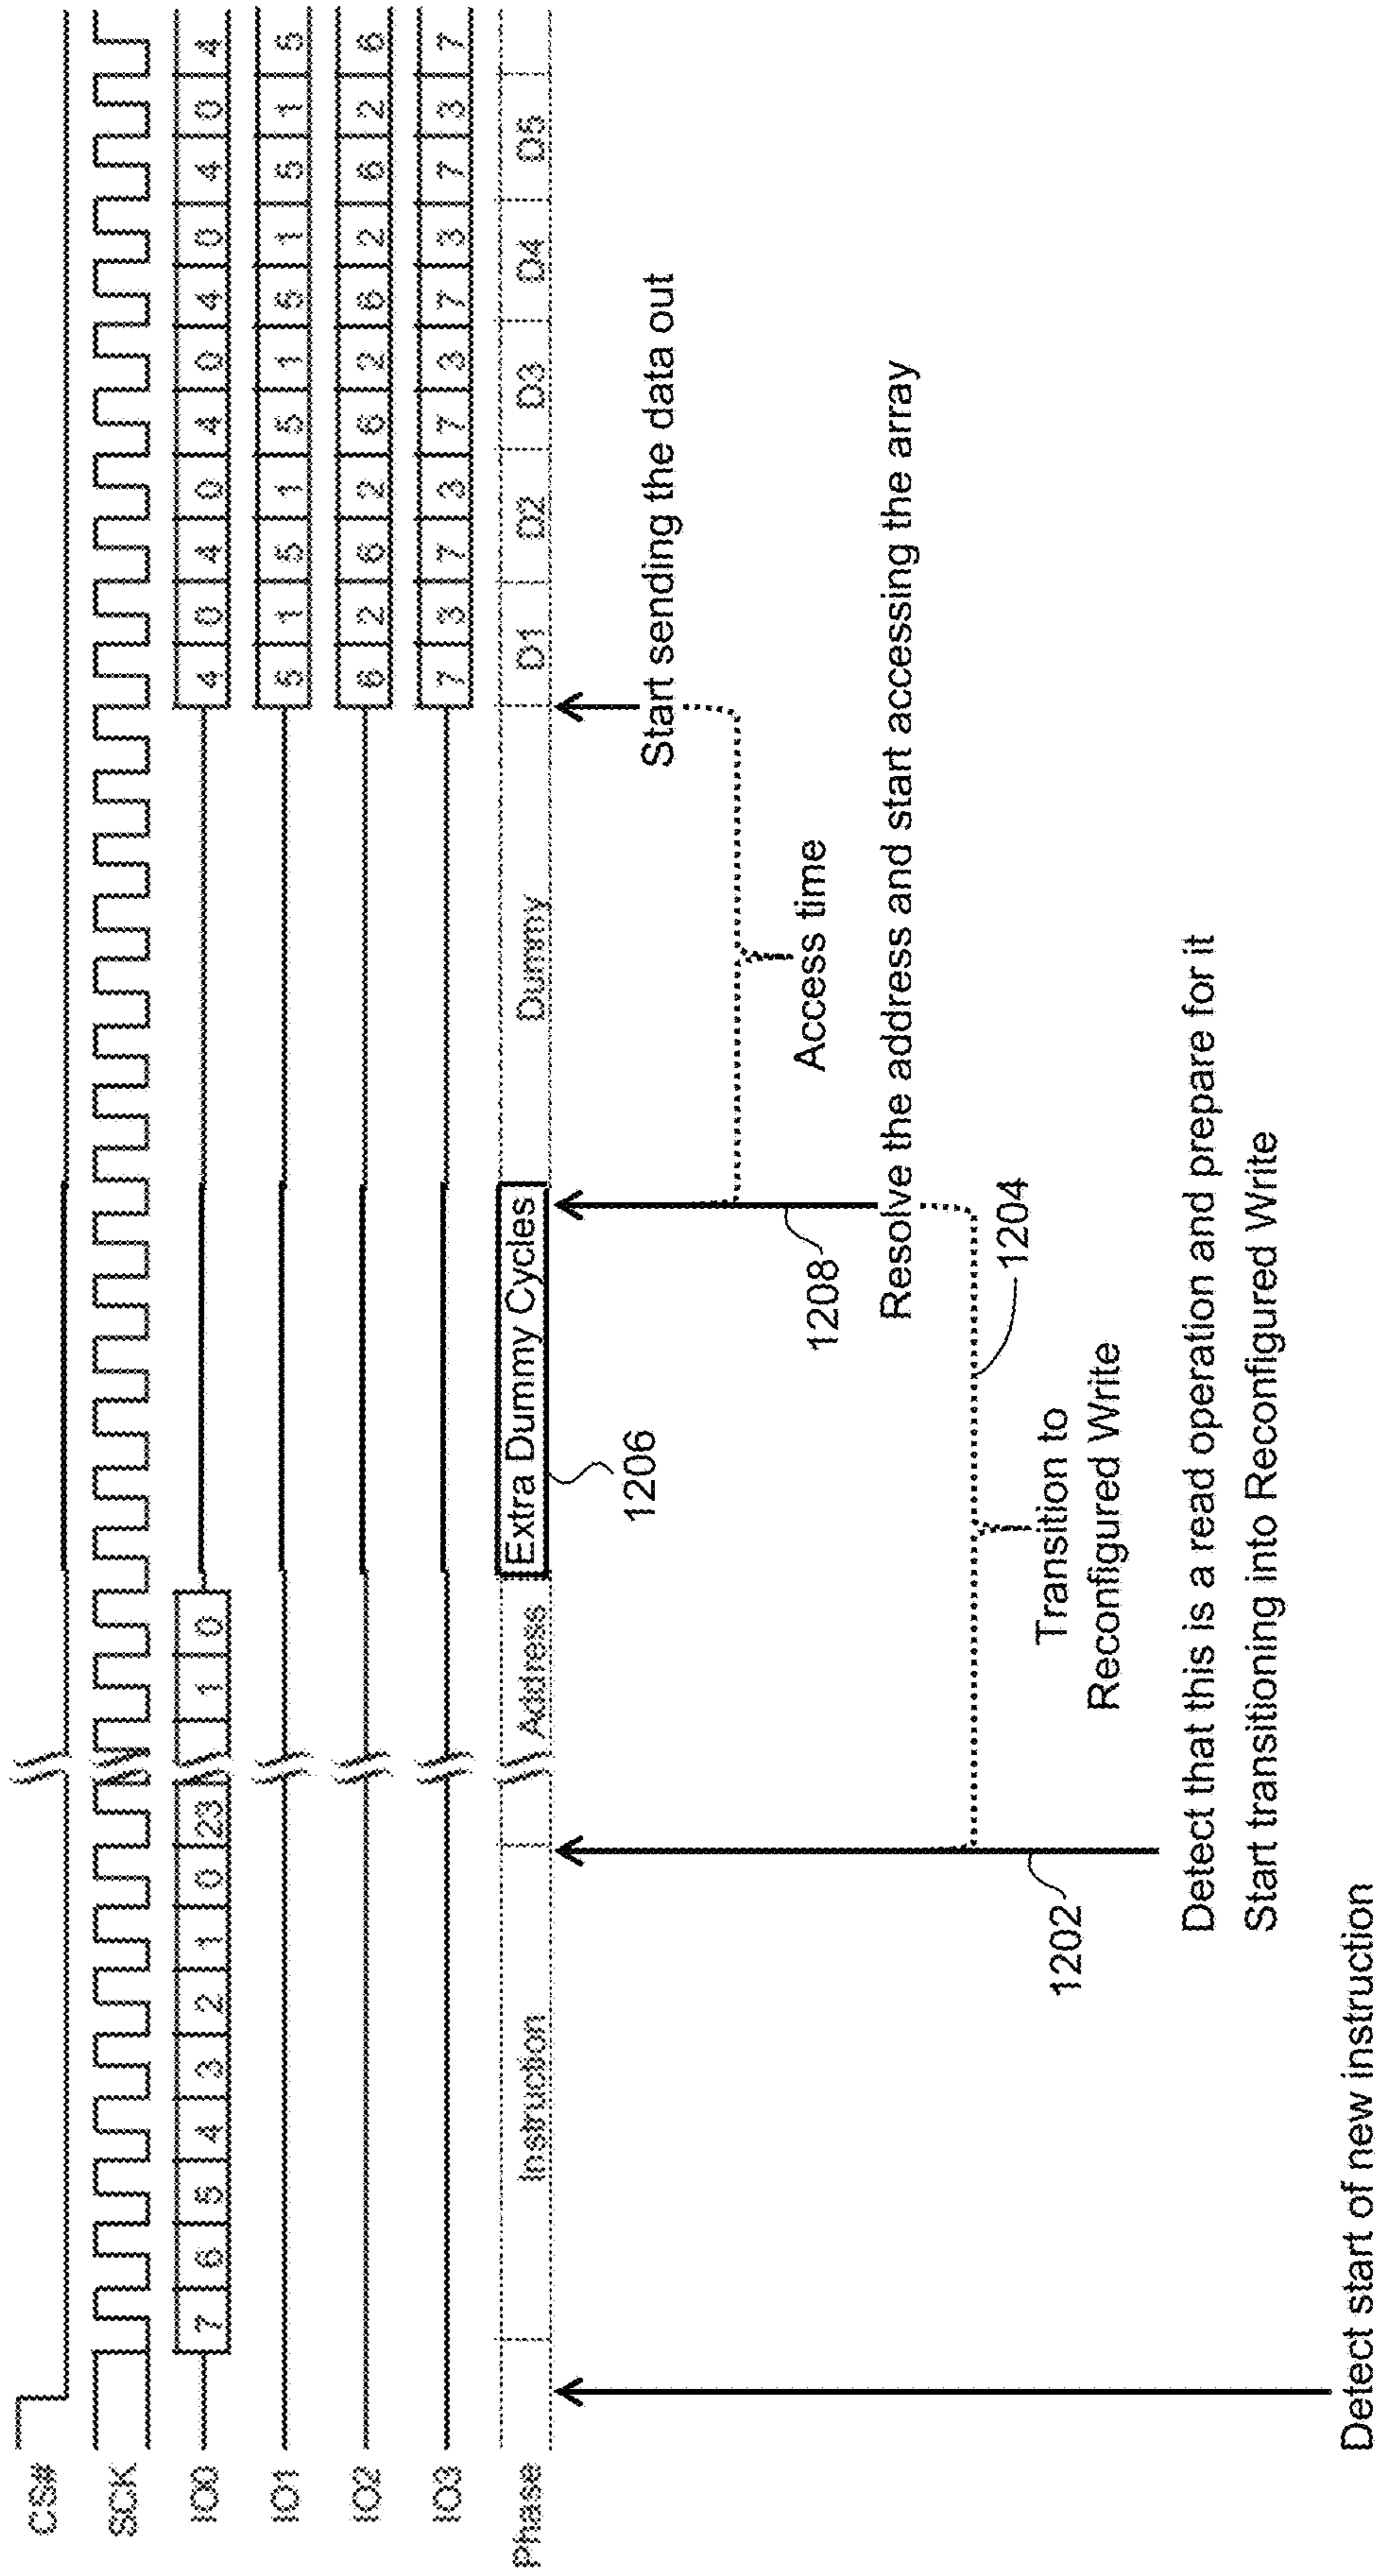 CS#
SCK
IO0 7 6 5 4 3 2 1 0 23 1 0 4 0 4 0 4 0 4 0 4 0 4
IO1 5 1 5 1 5 1 5 1 5 1 5
IO2 6 2 6 2 6 2 6 2 6 2 6
IO3 7 3 7 3 7 3 7 3 7 3 7
Phase Instruction Address Extra Dummy Cycles Dummy D1 D2 D3 D4 D5
1206
Start sending the data out
Access time
1208
Resolve the address and start accessing the array
1204
Transition to
Reconfigured Write
1202
Detect that this is a read operation and prepare for it
Start transitioning into Reconfigured Write
Detect start of new instruction